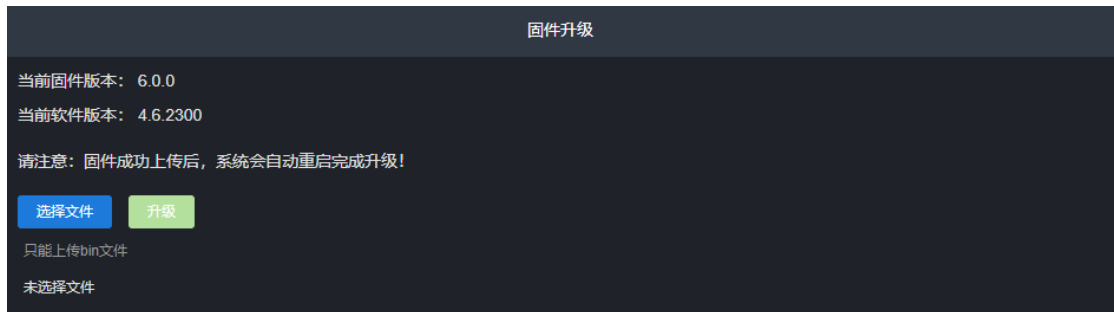 固件升级
当前固件版本： 6.0.0
当前软件版本： 4.6.2300
请注意：固件成功上传后，系统会自动重启完成升级！
选择文件 升级
只能上传bin文件
未选择文件